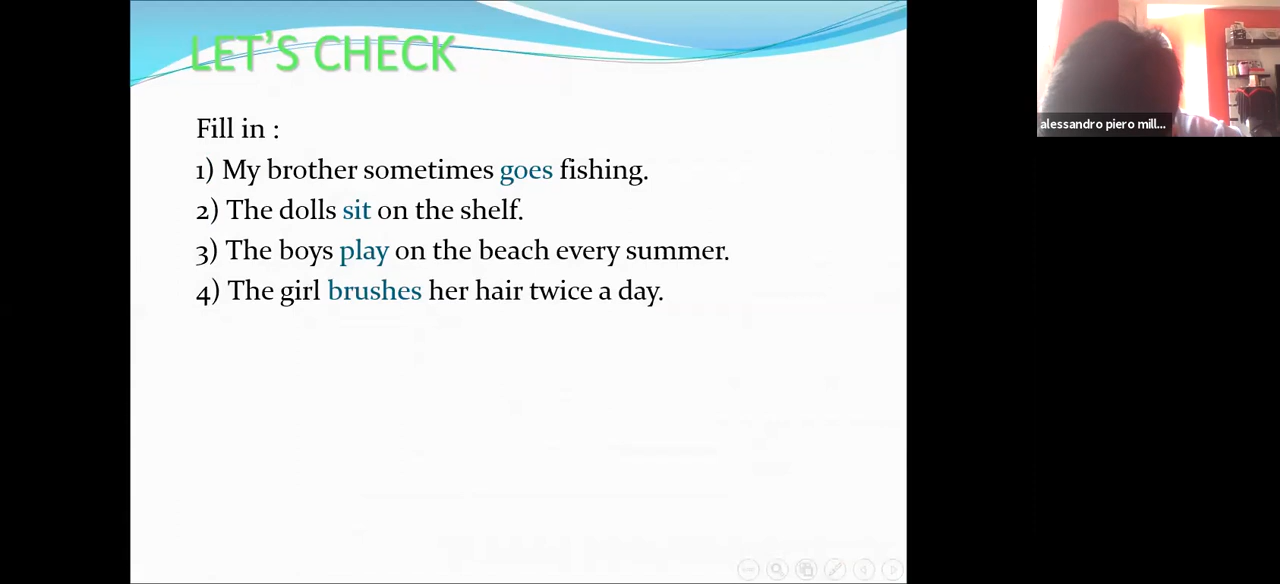 LET'S CHECK
Fill in :
1) My brother sometimes goes fishing.
2) The dolls sit on the shelf.
3) The boys play on the beach every summer.
4) The girl brushes her hair twice a day.
alessandro piero mill...